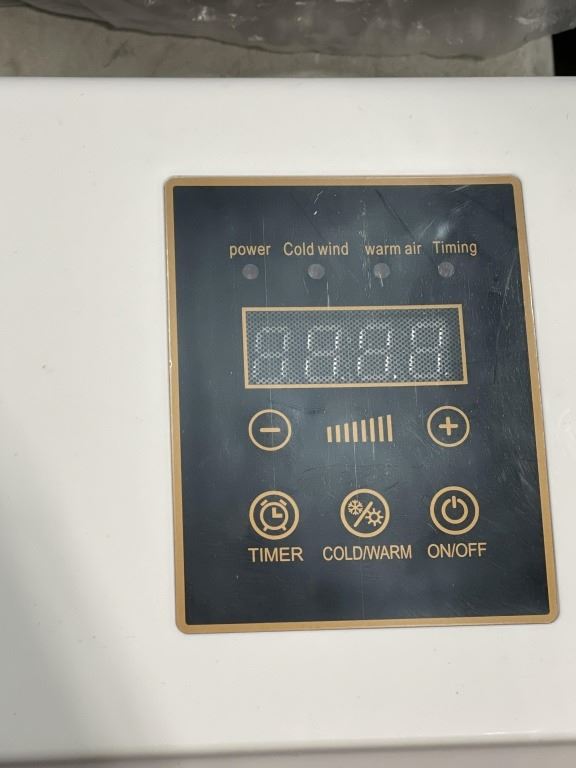 power Cold wind warm air Timing
TIMER COLD/WARM ON/OFF